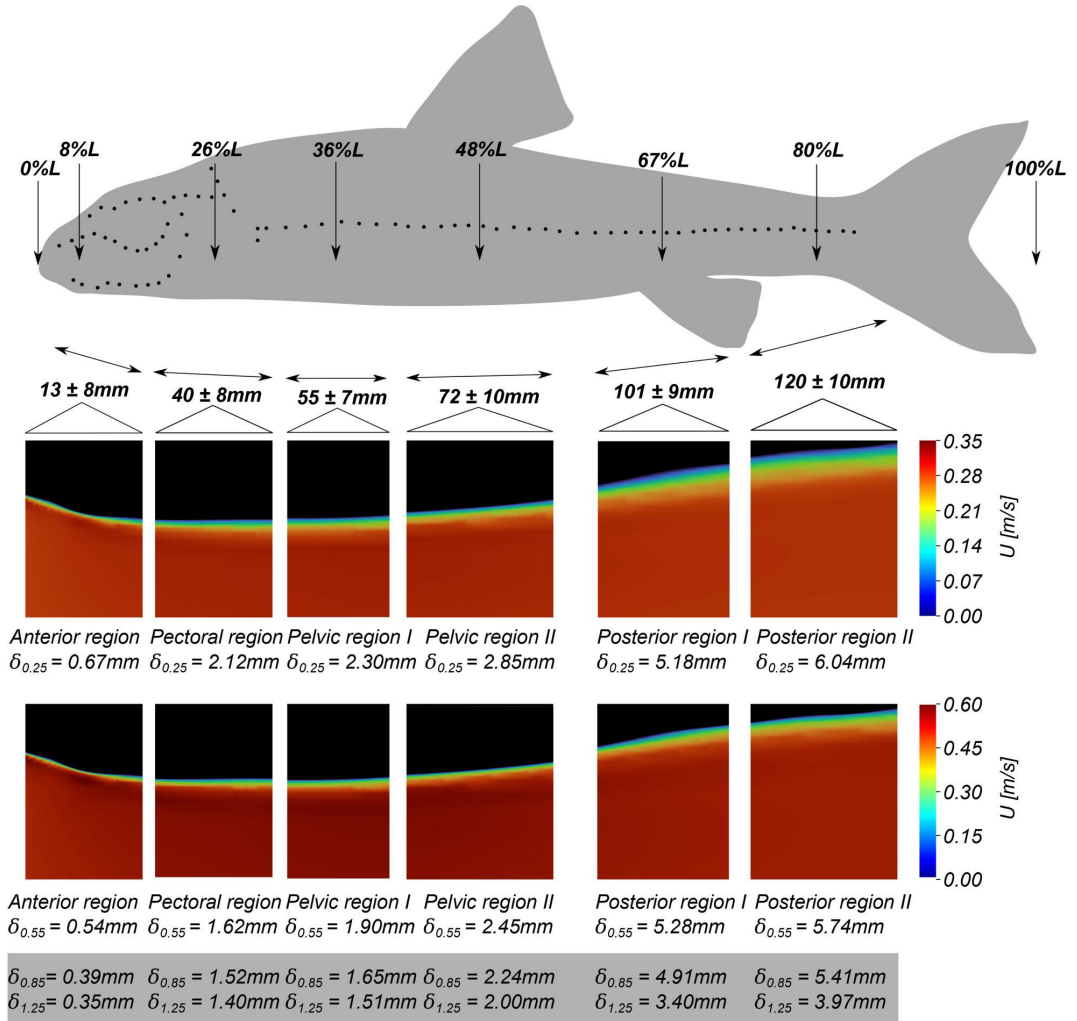 0%L 8%L 26%L 36%L 48%L 67%L 80%L 100%L
13 ± 8mm 40 ± 8mm 55 ± 7mm 72 ± 10mm 101 ± 9mm 120 ± 10mm
0.35
0.28
0.21
0.14
0.07
0.00
U [m/s]
Anterior region Pectoral region Pelvic region I Pelvic region II Posterior region I Posterior region II
δ0.25 = 0.67mm δ0.25 = 2.12mm δ0.25 = 2.30mm δ0.25 = 2.85mm δ0.25 = 5.18mm δ0.25 = 6.04mm
0.60
0.45
0.30
0.15
0.00
U [m/s]
Anterior region Pectoral region Pelvic region I Pelvic region II Posterior region I Posterior region II
δ0.55 = 0.54mm δ0.55 = 1.62mm δ0.55 = 1.90mm δ0.55 = 2.45mm δ0.55 = 5.28mm δ0.55 = 5.74mm
δ0.85 = 0.39mm δ0.85 = 1.52mm δ0.85 = 1.65mm δ0.85 = 2.24mm δ0.85 = 4.91mm δ0.85 = 5.41mm
δ1.25 = 0.35mm δ1.25 = 1.40mm δ1.25 = 1.51mm δ1.25 = 2.00mm δ1.25 = 3.40mm δ1.25 = 3.97mm